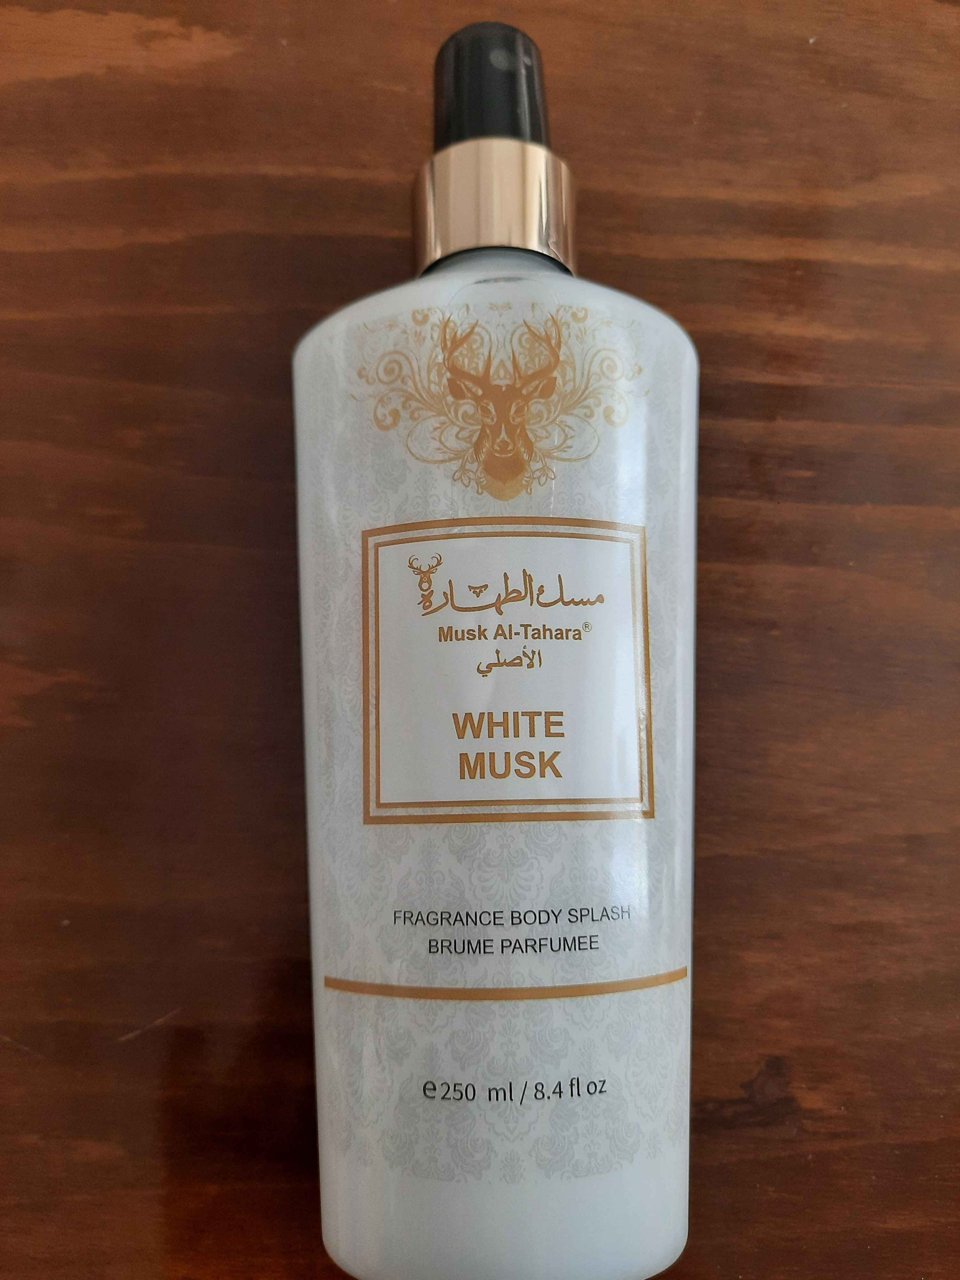 مسك الطهارة
Musk Al-Tahara®
الأصلي
WHITE
MUSK
FRAGRANCE BODY SPLASH
BRUME PARFUMEE
℮250 ml / 8.4 fl oz